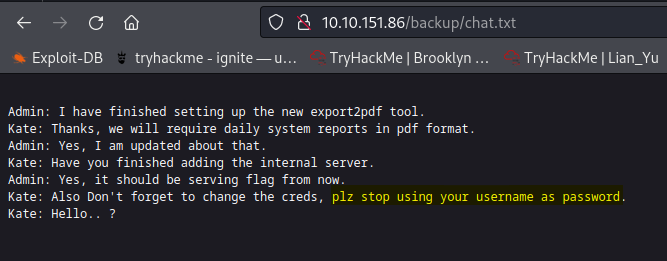 10.10.151.86/backup/chat.txt
Exploit-DB
tryhackme - ignite — u…
TryHackMe | Brooklyn …
TryHackMe | Lian_Yu
Admin: I have finished setting up the new export2pdf tool.
Kate: Thanks, we will require daily system reports in pdf format.
Admin: Yes, I am updated about that.
Kate: Have you finished adding the internal server.
Admin: Yes, it should be serving flag from now.
Kate: Also Don't forget to change the creds, plz stop using your username as password.
Kate: Hello.. ?